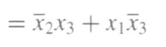 = x̅₂x₃ + x₁x̅₃